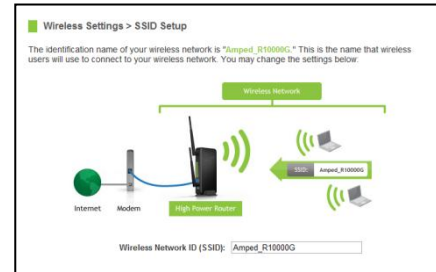 Wireless Settings > SSID Setup
The identification name of your wireless network is "Amped_R10000G." This is the name that wireless
users will use to connect to your wireless network. You may change the settings below.
Wireless Network
SSID: Amped_R10000G
Internet Modem High Power Router
Wireless Network ID (SSID): Amped_R10000G